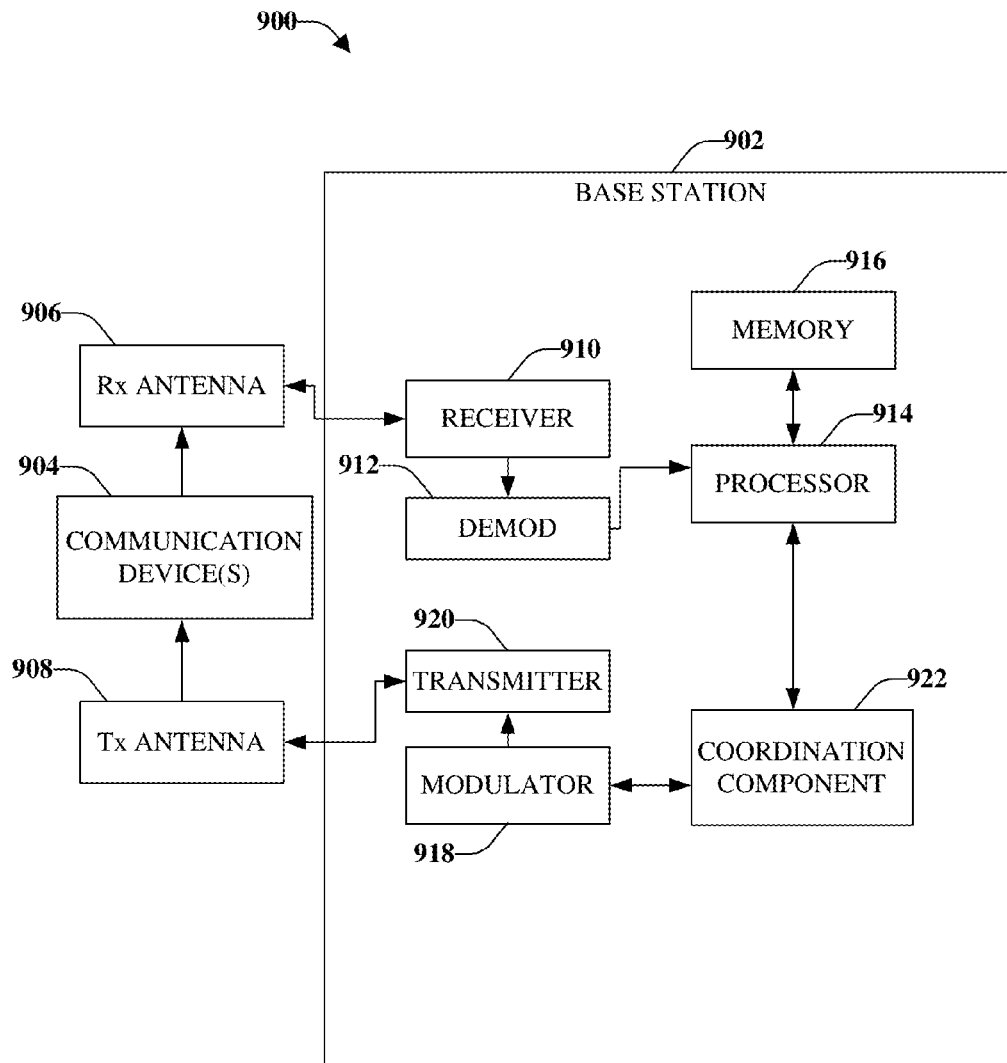 900
902
BASE STATION
916
MEMORY
906
Rx ANTENNA
910
RECEIVER
914
PROCESSOR
904
COMMUNICATION
DEVICE(S)
912
DEMOD
920
TRANSMITTER
908
Tx ANTENNA
922
COORDINATION
COMPONENT
MODULATOR
918